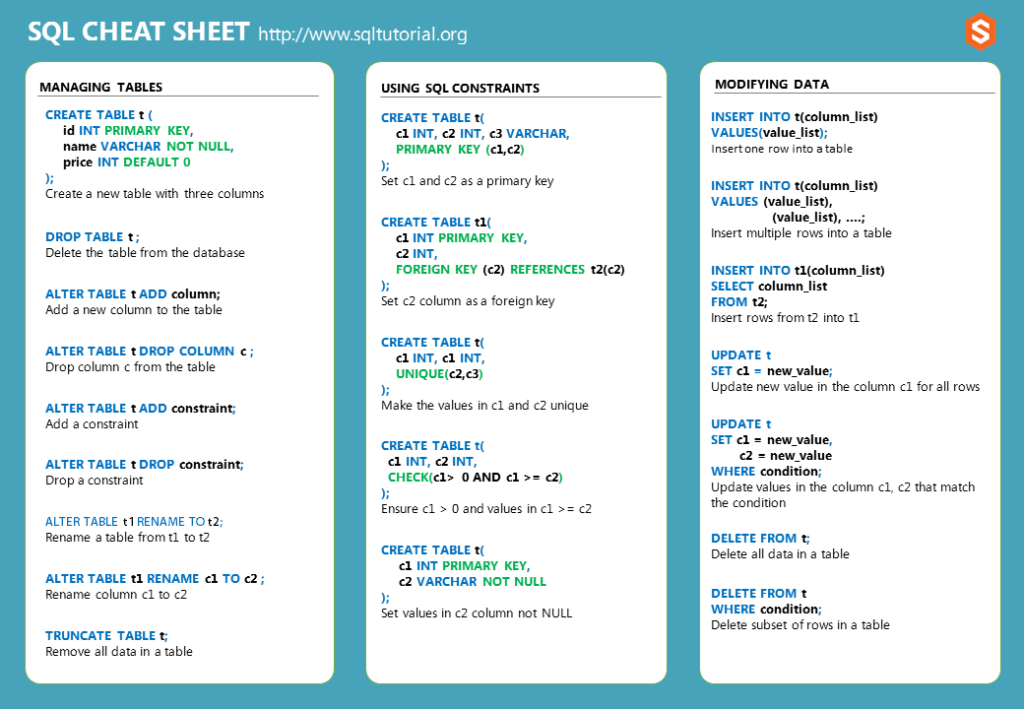 SQL CHEAT SHEET http://www.sqltutorial.org
S
MANAGING TABLES
CREATE TABLE t (
id INT PRIMARY KEY,
name VARCHAR NOT NULL,
price INT DEFAULT 0
);
Create a new table with three columns
DROP TABLE t ;
Delete the table from the database
ALTER TABLE t ADD column;
Add a new column to the table
ALTER TABLE t DROP COLUMN c ;
Drop column c from the table
ALTER TABLE t ADD constraint;
Add a constraint
ALTER TABLE t DROP constraint;
Drop a constraint
ALTER TABLE t1 RENAME TO t2;
Rename a table from t1 to t2
ALTER TABLE t1 RENAME c1 TO c2 ;
Rename column c1 to c2
TRUNCATE TABLE t;
Remove all data in a table
USING SQL CONSTRAINTS
CREATE TABLE t(
c1 INT, c2 INT, c3 VARCHAR,
PRIMARY KEY (c1,c2)
);
Set c1 and c2 as a primary key
CREATE TABLE t1(
c1 INT PRIMARY KEY,
c2 INT,
FOREIGN KEY (c2) REFERENCES t2(c2)
);
Set c2 column as a foreign key
CREATE TABLE t(
c1 INT, c1 INT,
UNIQUE(c2,c3)
);
Make the values in c1 and c2 unique
CREATE TABLE t(
c1 INT, c2 INT,
CHECK(c1> 0 AND c1 >= c2)
);
Ensure c1 > 0 and values in c1 >= c2
CREATE TABLE t(
c1 INT PRIMARY KEY,
c2 VARCHAR NOT NULL
);
Set values in c2 column not NULL
MODIFYING DATA
INSERT INTO t(column_list)
VALUES(value_list);
Insert one row into a table
INSERT INTO t(column_list)
VALUES (value_list),
(value_list), ....;
Insert multiple rows into a table
INSERT INTO t1(column_list)
SELECT column_list
FROM t2;
Insert rows from t2 into t1
UPDATE t
SET c1 = new_value;
Update new value in the column c1 for all rows
UPDATE t
SET c1 = new_value,
c2 = new_value
WHERE condition;
Update values in the column c1, c2 that match
the condition
DELETE FROM t;
Delete all data in a table
DELETE FROM t
WHERE condition;
Delete subset of rows in a table